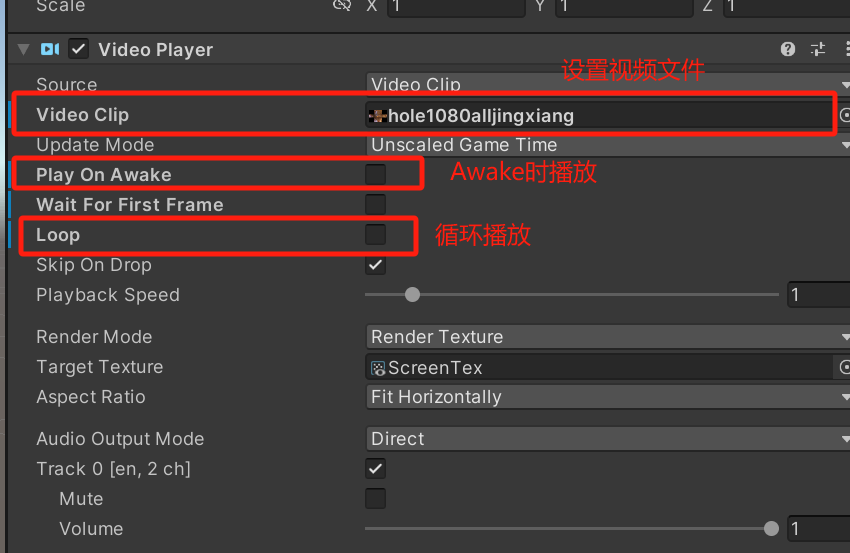 Scale X 1 Y 1 Z 1
Video Player
设置视频文件
Source Video Clip
Video Clip hole1080alljingxiang
Update Mode Unscaled Game Time
Play On Awake Awake时播放
Wait For First Frame
Loop 循环播放
Skip On Drop
Playback Speed 1
Render Mode Render Texture
Target Texture ScreenTex
Aspect Ratio Fit Horizontally
Audio Output Mode Direct
Track 0 [en, 2 ch]
Mute
Volume 1